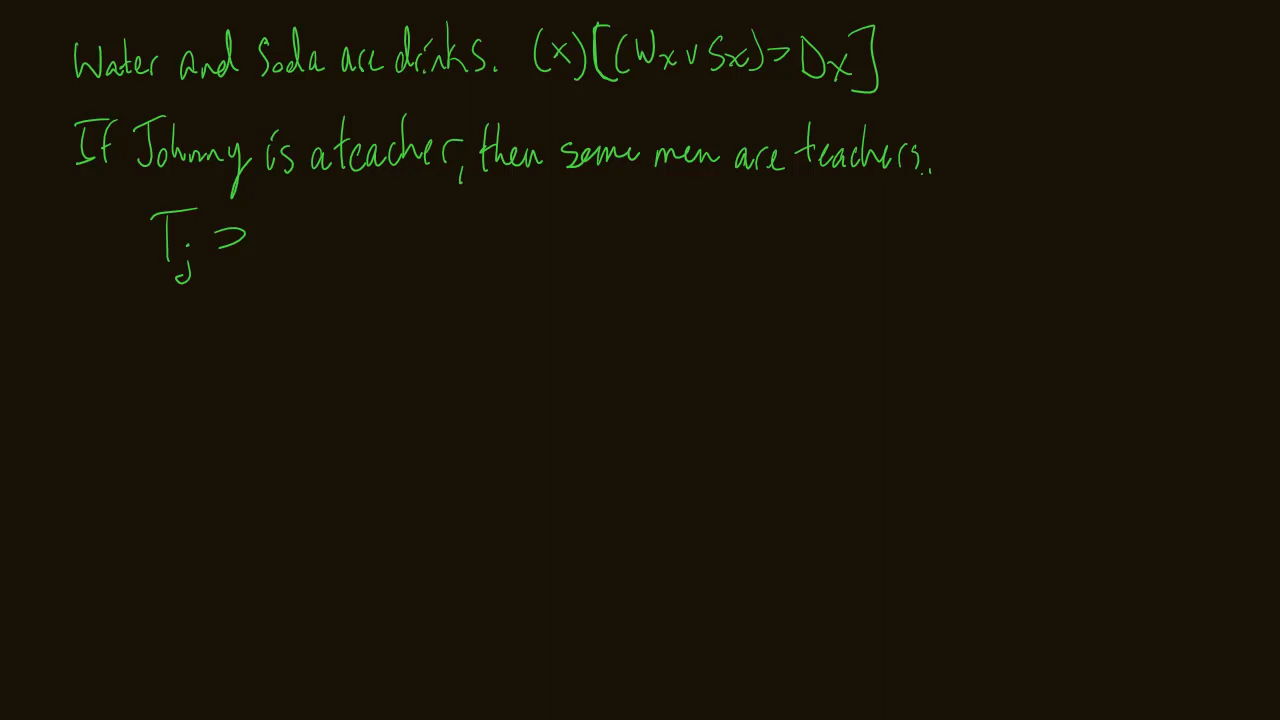 Water and Soda are drinks. (x)[(Wx v Sx) ⊃ Dx]
If Johnny is a teacher, then some men are teachers..
Tj ⊃